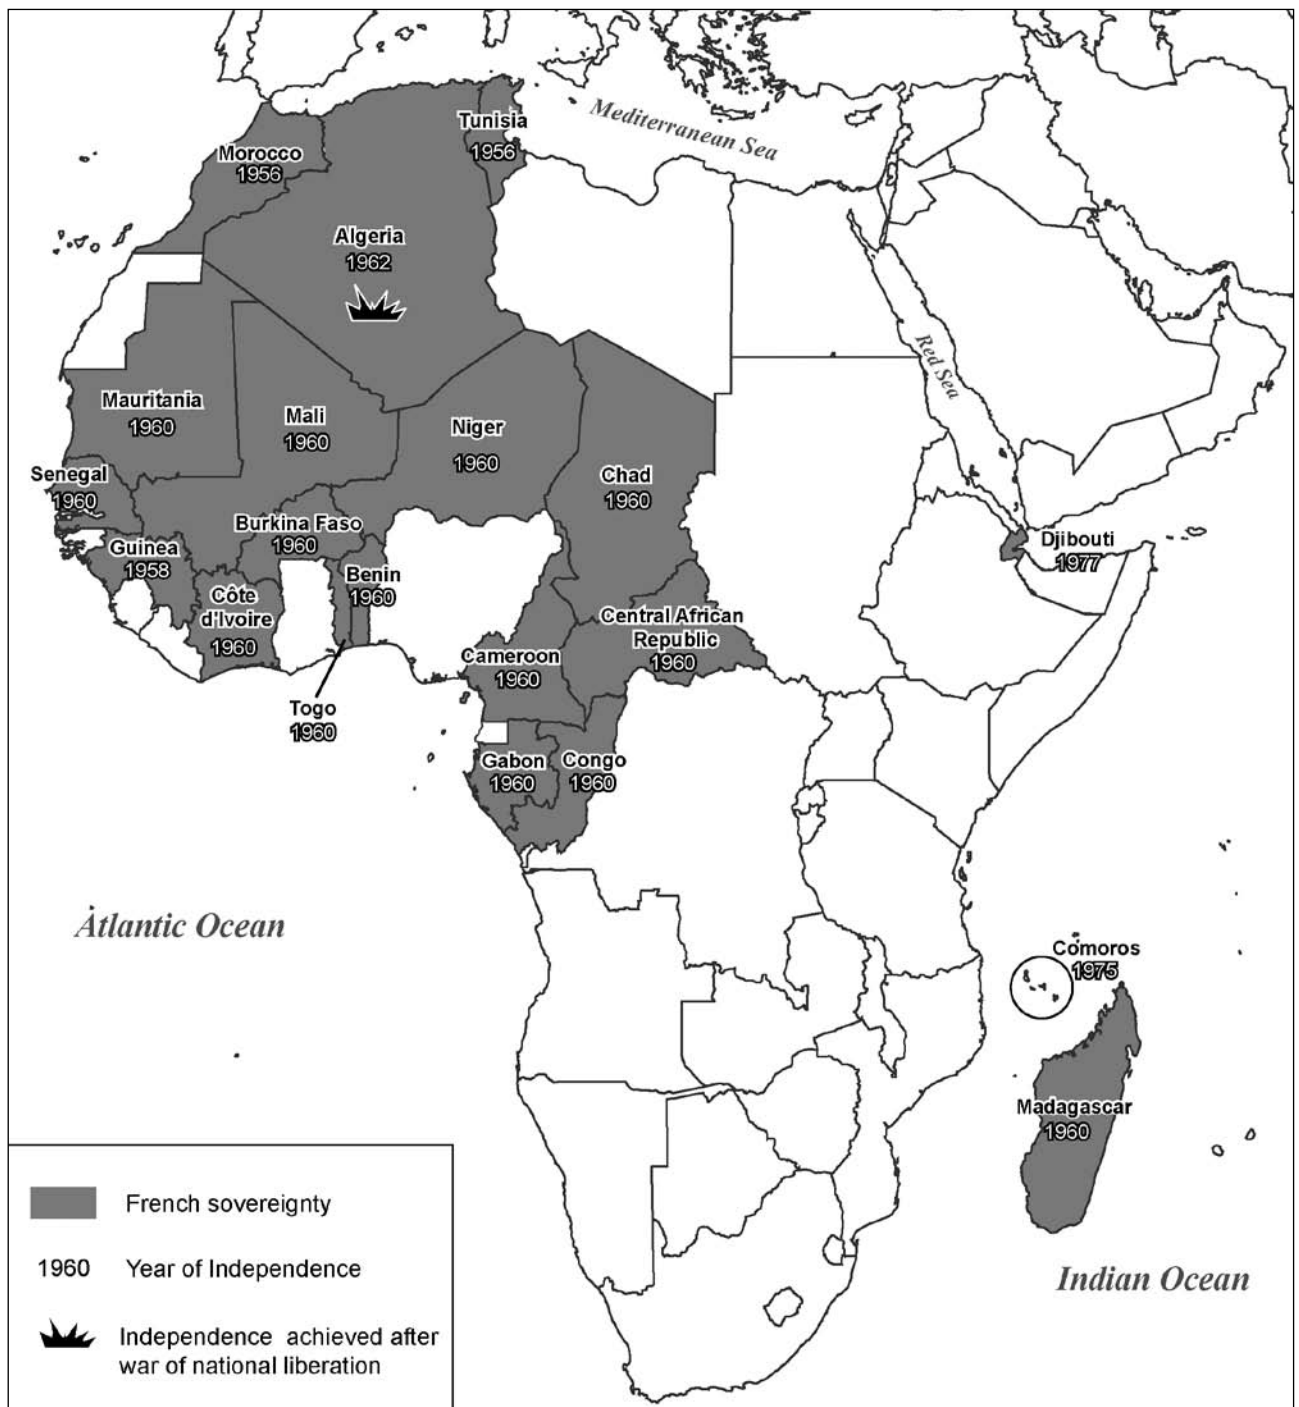 Mediterranean Sea
Tunisia
1956
Morocco
1956
Algeria
1962
Red Sea
Mauritania
1960
Mali
1960
Niger
1960
Chad
1960
Senegal
1960
Burkina Faso
1960
Djibouti
1977
Guinea
1958
Benin
1960
Côte
d'Ivoire
1960
Central African
Republic
1960
Cameroon
1960
Togo
1960
Gabon
1960
Congo
1960
Atlantic Ocean
Comoros
1975
Madagascar
1960
Indian Ocean
French sovereignty
1960 Year of Independence
Independence achieved after
war of national liberation